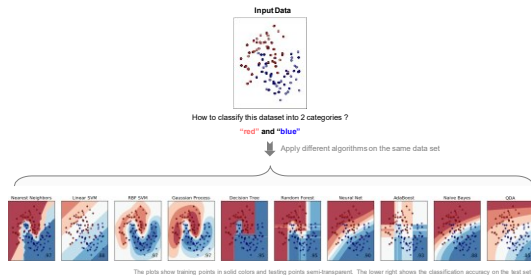 Input Data
How to classify this dataset into 2 categories ?
“red” and “blue”
Apply different algorithms on the same data set
Nearest Neighbors
Linear SVM
RBF SVM
Gaussian Process
Decision Tree
Random Forest
Neural Net
AdaBoost
Naive Bayes
QDA
The plots show training points in solid colors and testing points semi-transparent. The lower right shows the classification accuracy on the test set.